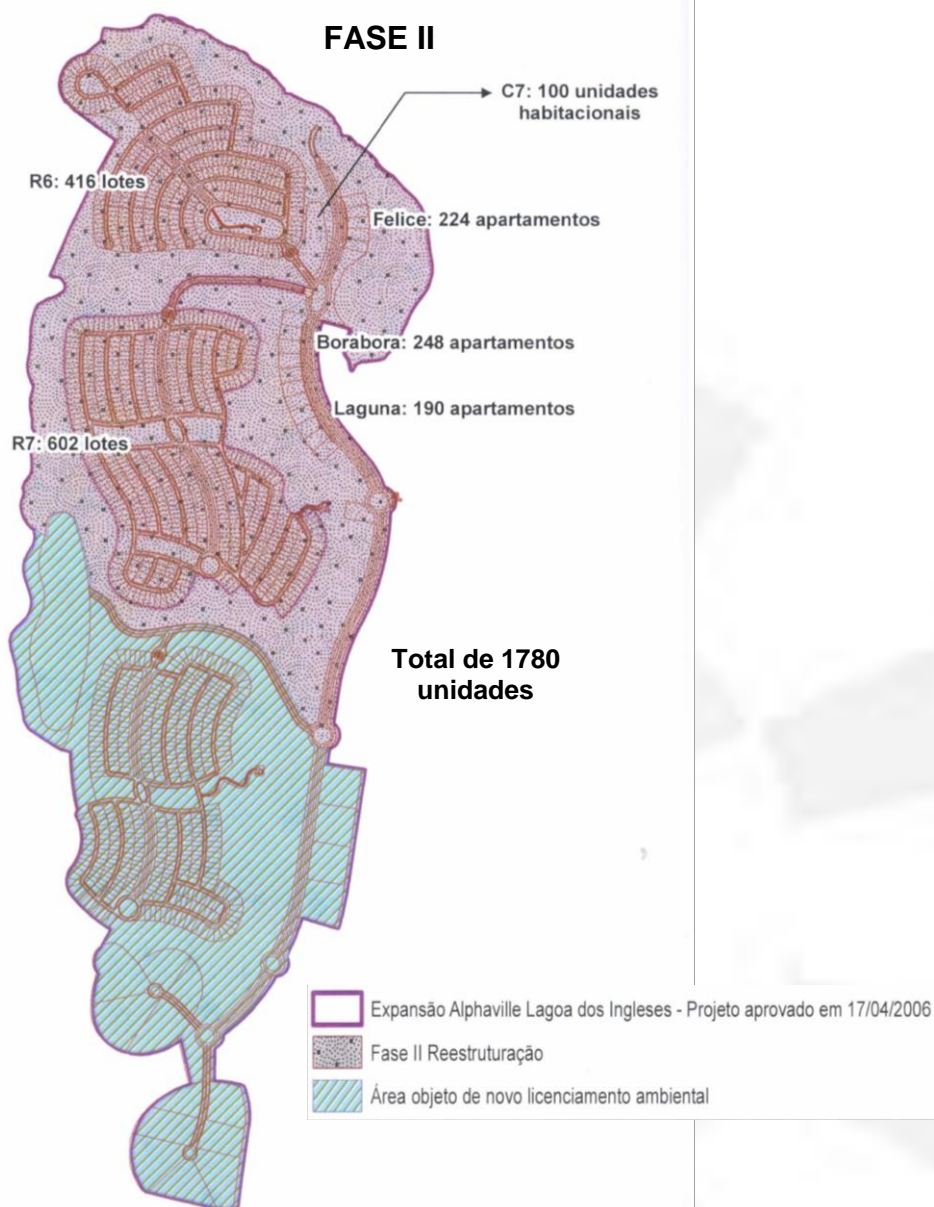 FASE II
C7: 100 unidades
habitacionais
R6: 416 lotes
Felice: 224 apartamentos
Borabora: 248 apartamentos
Laguna: 190 apartamentos
R7: 602 lotes
Total de 1780
unidades
Expansão Alphaville Lagoa dos Ingleses - Projeto aprovado em 17/04/2006
Fase II Reestruturação
Área objeto de novo licenciamento ambiental